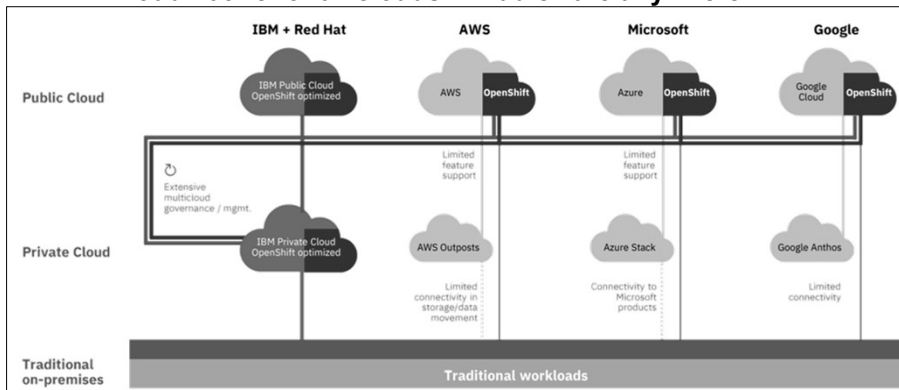 IBM + Red Hat
AWS
Microsoft
Google
Public Cloud
IBM Public Cloud
OpenShift optimized
AWS
OpenShift
Azure
OpenShift
Google
Cloud
OpenShift
Extensive
multicloud
governance / mgmt.
Limited
feature
support
Limited
feature
support
Private Cloud
IBM Private Cloud
OpenShift optimized
AWS Outposts
Azure Stack
Google Anthos
Limited
connectivity in
storage/data
movement
Connectivity to
Microsoft
products
Limited
connectivity
Traditional
on-premises
Traditional workloads